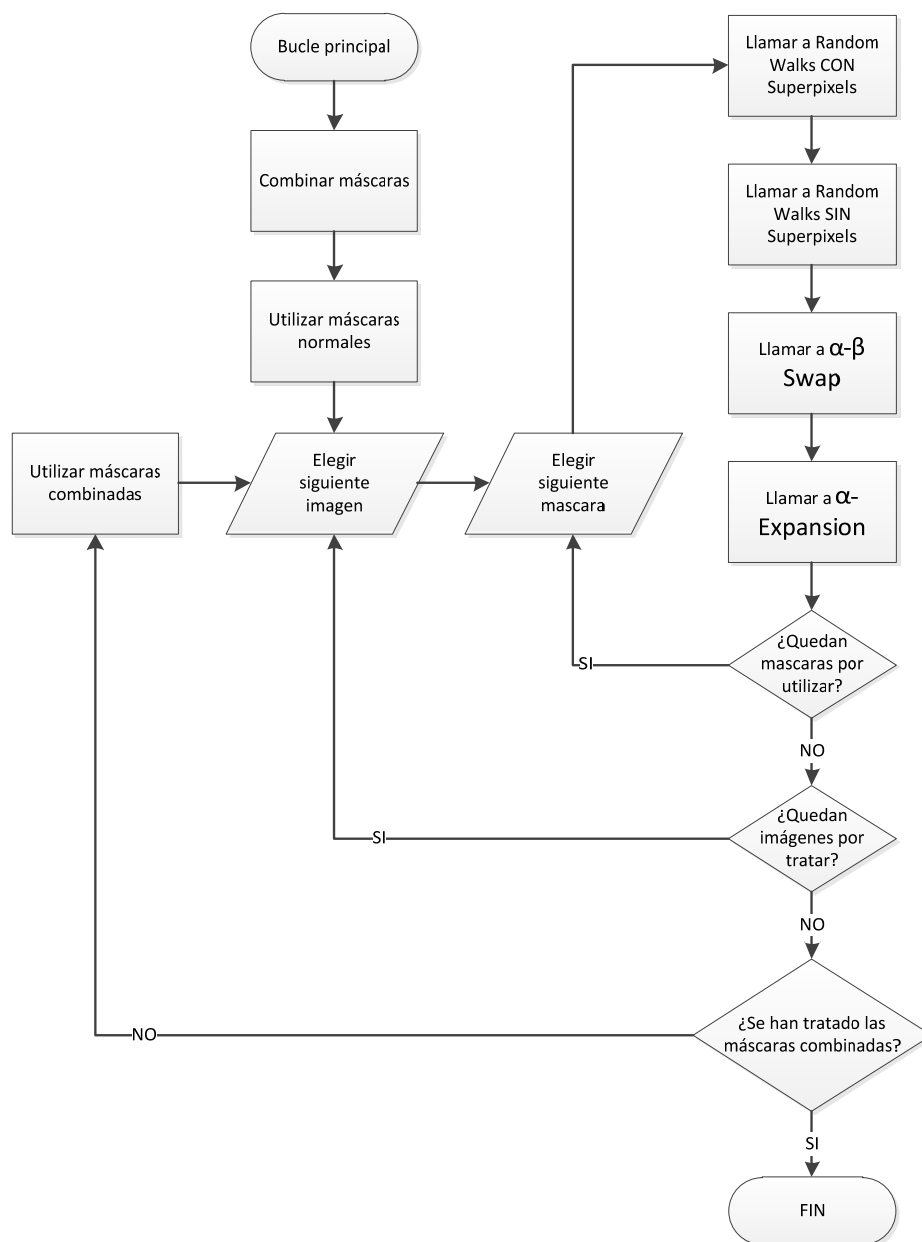 Bucle principal
Combinar máscaras
Utilizar máscaras
normales
Utilizar máscaras
combinadas
Elegir
siguiente
imagen
Elegir
siguiente
mascara
Llamar a Random
Walks CON
Superpixels
Llamar a Random
Walks SIN
Superpixels
Llamar a α-β
Swap
Llamar a α-
Expansion
¿Quedan
mascaras por
utilizar?
SI
NO
¿Quedan
imágenes por
tratar?
SI
NO
¿Se han tratado las
máscaras combinadas?
NO
SI
FIN